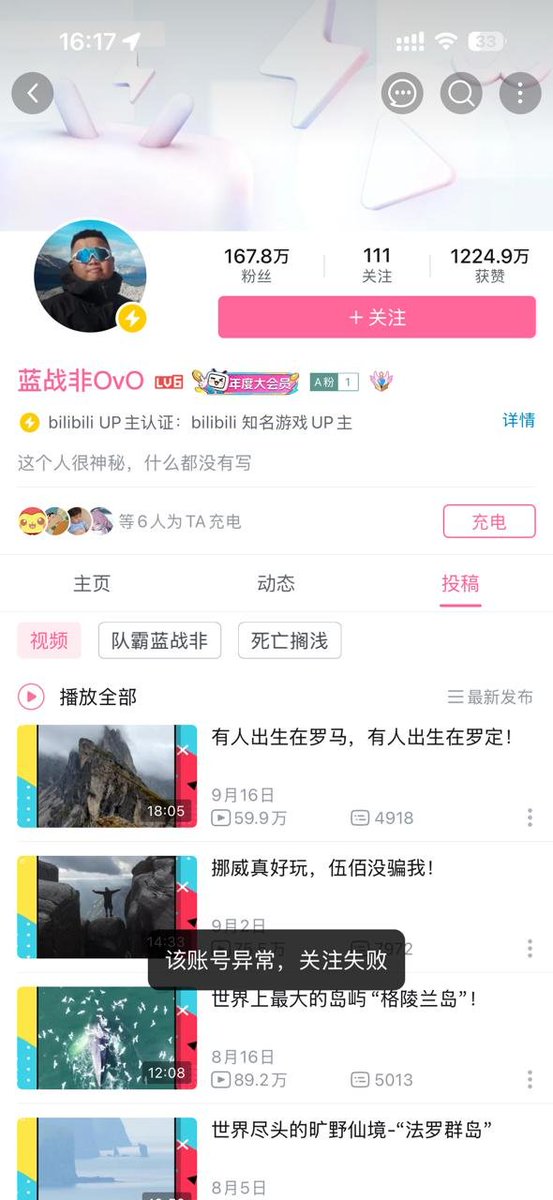 16:17
33
167.8万
粉丝
111
关注
1224.9万
获赞
+ 关注
蓝战非OvO
LV6
年度大会员
A粉 1
bilibili UP主认证：bilibili 知名游戏UP主
详情
这个人很神秘，什么都没有写
等6人为TA充电
充电
主页
动态
投稿
视频
队霸蓝战非
死亡搁浅
播放全部
最新发布
有人出生在罗马，有人出生在罗定！
18:05
9月16日
59.9万
4918
挪威真好玩，伍佰没骗我！
9月2日
14:33
7972
该账号异常，关注失败
世界上最大的岛屿“格陵兰岛”！
12:08
8月16日
89.2万
5013
世界尽头的旷野仙境-“法罗群岛”
8月5日